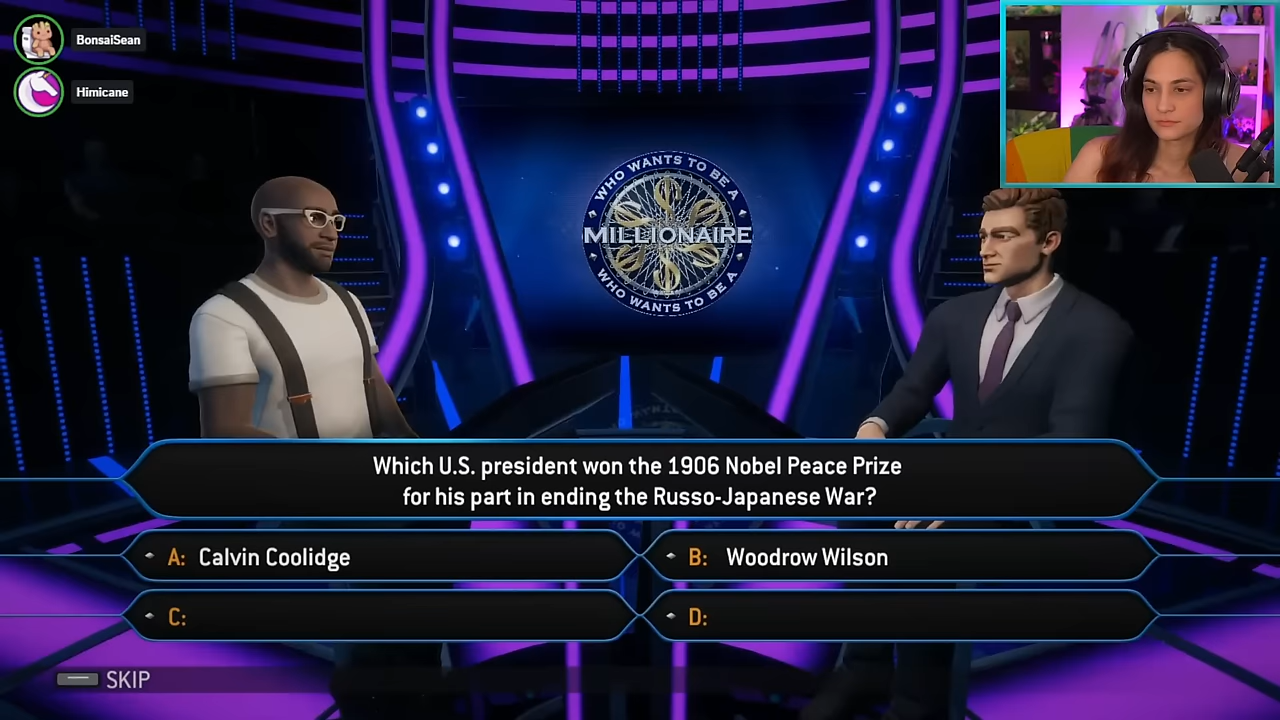 BonsaiSean
Himicane
WHO WANTS TO BE A
MILLIONAIRE
WHO WANTS TO BE A
Which U.S. president won the 1906 Nobel Peace Prize
for his part in ending the Russo-Japanese War?
A: Calvin Coolidge
B: Woodrow Wilson
C:
D:
SKIP